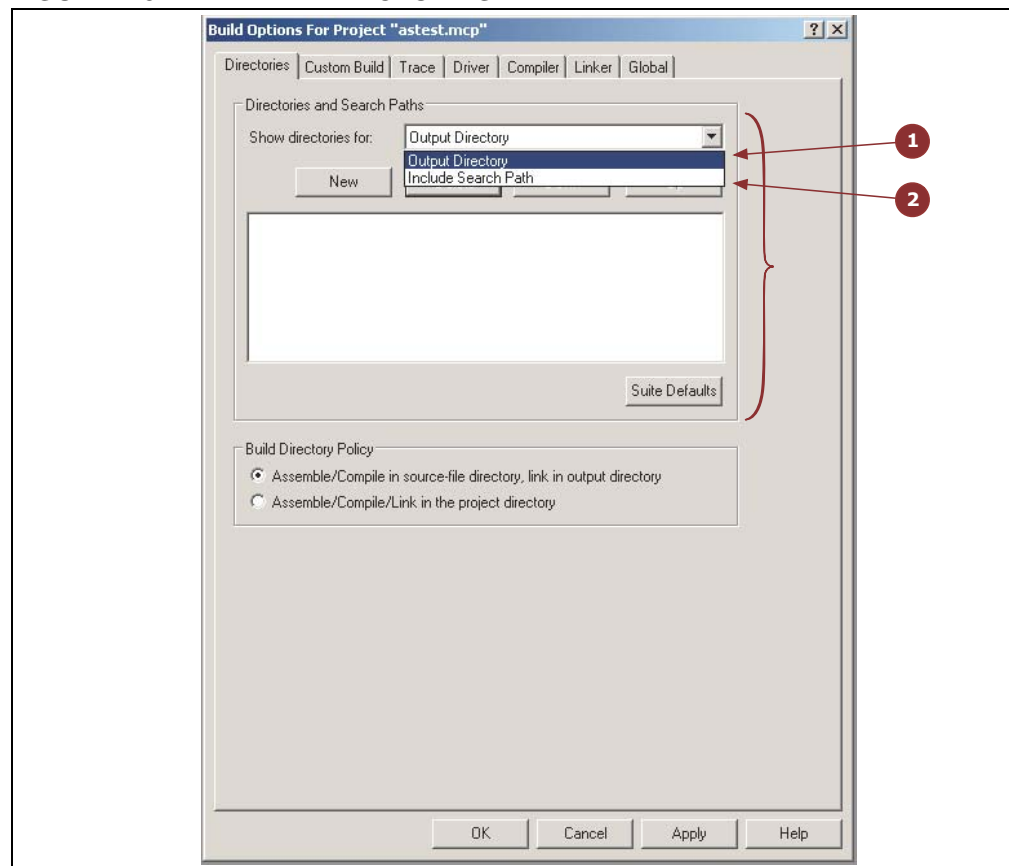 Build Options For Project "astest.mcp"
Directories Custom Build Trace Driver Compiler Linker Global
Directories and Search Paths
Show directories for: Output Directory
1
Output Directory
New Include Search Path
2
Suite Defaults
Build Directory Policy
Assemble/Compile in source-file directory, link in output directory
Assemble/Compile/Link in the project directory
OK Cancel Apply Help